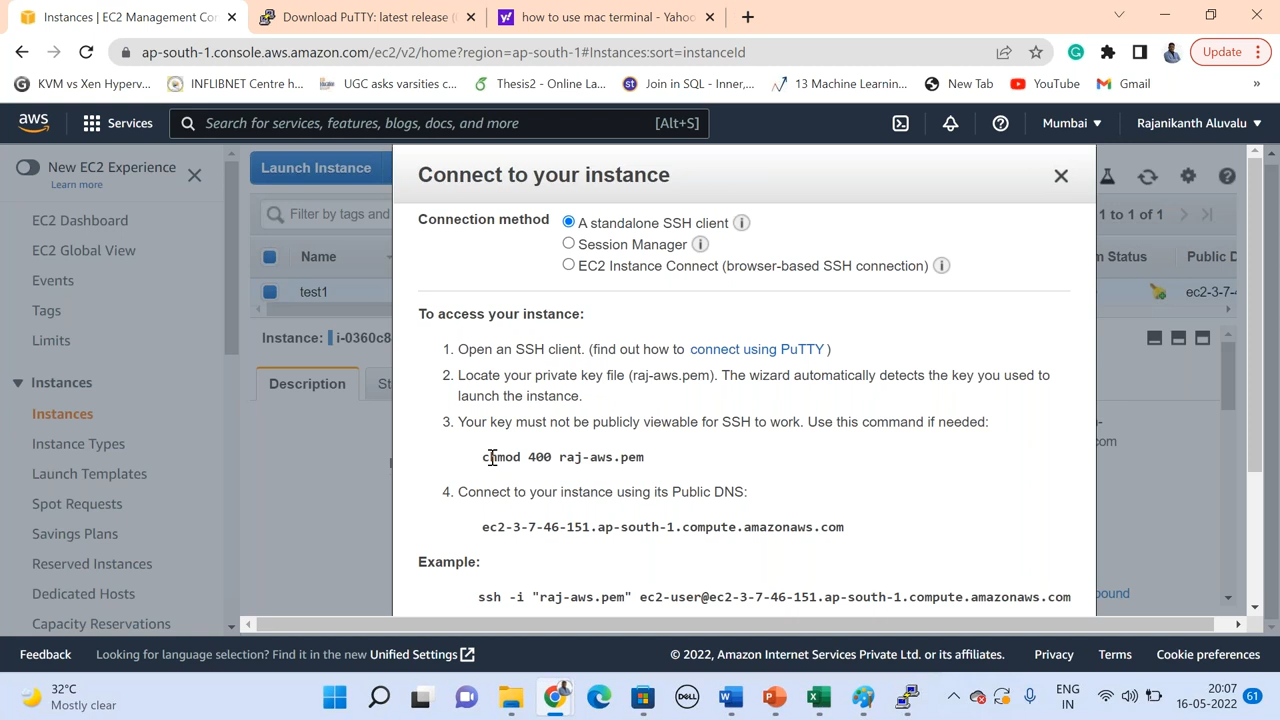 Instances | EC2 Management Con
Download PuTTY: latest release (
how to use mac terminal - Yahoo
ap-south-1.console.aws.amazon.com/ec2/v2/home?region=ap-south-1#Instances:sort=instanceId
Update
KVM vs Xen Hyperv...
INFLIBNET Centre h...
UGC asks varsities c...
Thesis2 - Online La...
Join in SQL - Inner,...
13 Machine Learnin...
New Tab
YouTube
Gmail
»
aws
Services
Search for services, features, blogs, docs, and more
[Alt+S]
Mumbai
Rajanikanth Aluvalu
New EC2 Experience
Learn more
EC2 Dashboard
EC2 Global View
Events
Tags
Limits
Instances
Instances
Instance Types
Launch Templates
Spot Requests
Savings Plans
Reserved Instances
Dedicated Hosts
Capacity Reservations
Launch Instance
Filter by tags and
1 to 1 of 1
Name
m Status
Public D
test1
ec2-3-7-4
Instance:
i-0360c8
Description
St
Connect to your instance
Connection method
A standalone SSH client
Session Manager
EC2 Instance Connect (browser-based SSH connection)
To access your instance:
1. Open an SSH client. (find out how to connect using PuTTY)
2. Locate your private key file (raj-aws.pem). The wizard automatically detects the key you used to
launch the instance.
3. Your key must not be publicly viewable for SSH to work. Use this command if needed:
chmod 400 raj-aws.pem
4. Connect to your instance using its Public DNS:
ec2-3-7-46-151.ap-south-1.compute.amazonaws.com
Example:
ssh -i "raj-aws.pem" ec2-user@ec2-3-7-46-151.ap-south-1.compute.amazonaws.com
Feedback
Looking for language selection? Find it in the new Unified Settings
© 2022, Amazon Internet Services Private Ltd. or its affiliates.
Privacy
Terms
Cookie preferences
32°C
Mostly clear
DELL
ENG
IN
20:07
16-05-2022
61